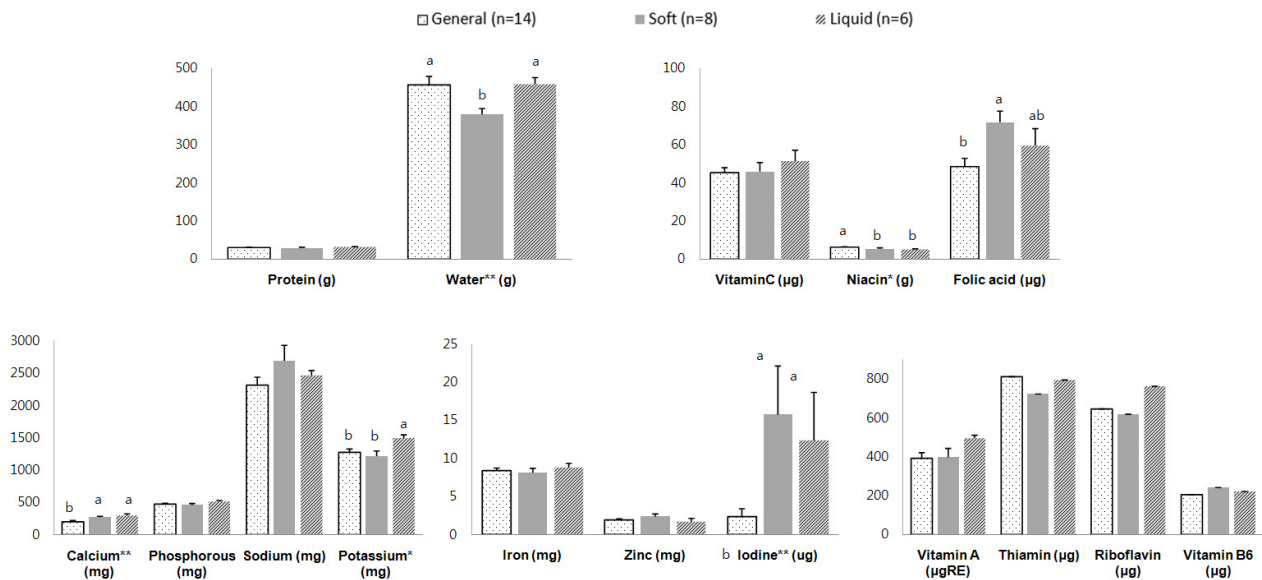 General (n=14) Soft (n=8) Liquid (n=6)
500
400
300
200
100
0
a
b
a
Protein (g) Water** (g)
100
80
60
40
20
0
a
b
b
b
a
ab
VitaminC (µg) Niacin* (g) Folic acid (µg)
3000
2500
2000
1500
1000
500
0
b
a
a
b
b
a
Calcium** Phosphorous Sodium (mg) Potassium*
(mg) (mg) (mg)
25
20
15
10
5
0
a
a
Iron (mg) Zinc (mg) b Iodine** (ug)
800
600
400
200
0
Vitamin A Thiamin (µg) Riboflavin Vitamin B6
(µgRE) (µg) (µg)